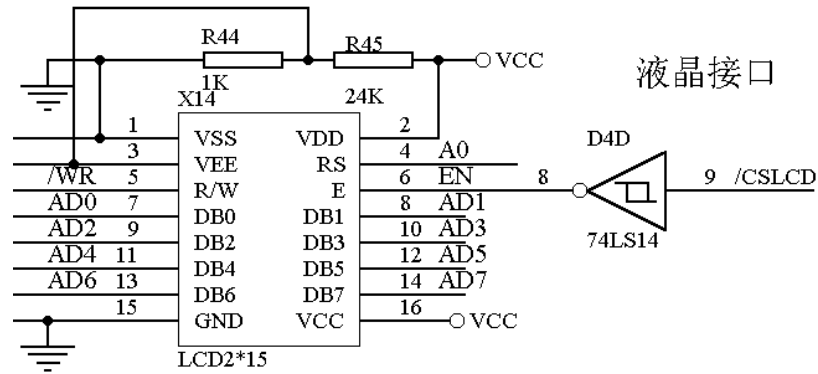 R44 R45 VCC
1K 24K 液晶接口
X14
1 VSS VDD 2 D4D
3 VEE RS 4 A0
/WR 5 R/W E 6 EN 8 9 /CSLCD
AD0 7 DB0 DB1 8 AD1
AD2 9 DB2 DB3 10 AD3 74LS14
AD4 11 DB4 DB5 12 AD5
AD6 13 DB6 DB7 14 AD7
15 GND VCC 16 VCC
LCD2*15